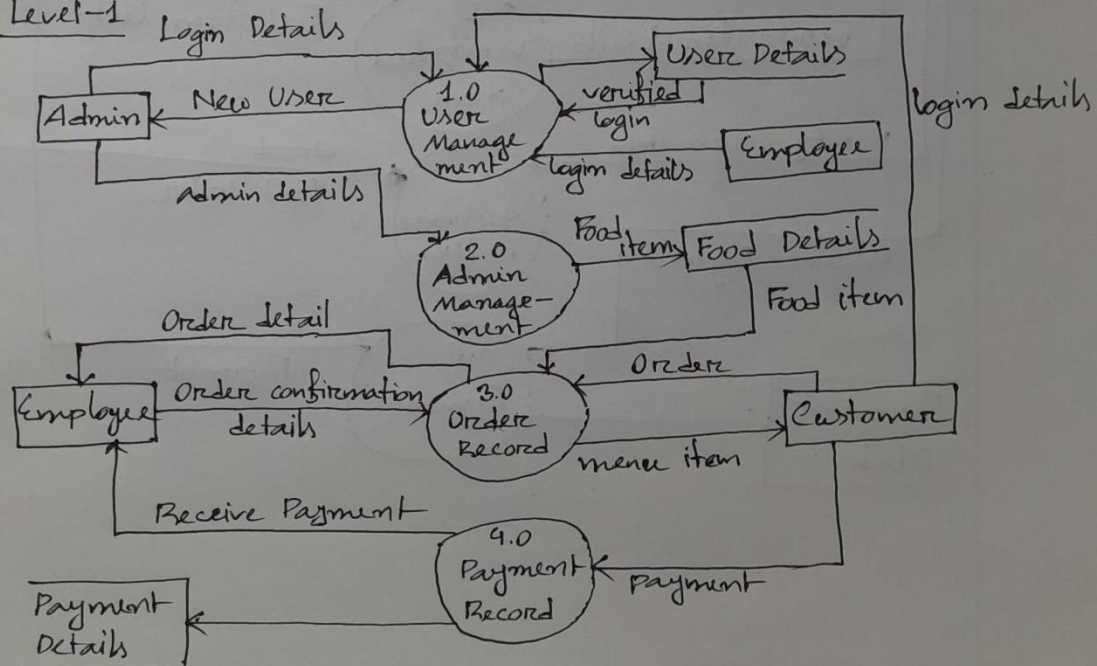 Level-1
Login Details
Admin
New User
1.0
User
Manage
ment
User Details
verified
login
login details
Employee
login details
Admin details
2.0
Admin
Manage-
ment
Food
item
Food Details
Food item
Order detail
Employee
Order confirmation
details
3.0
Order
Record
Order
menu item
Customer
Receive Payment
4.0
Payment
Record
payment
Payment
Details